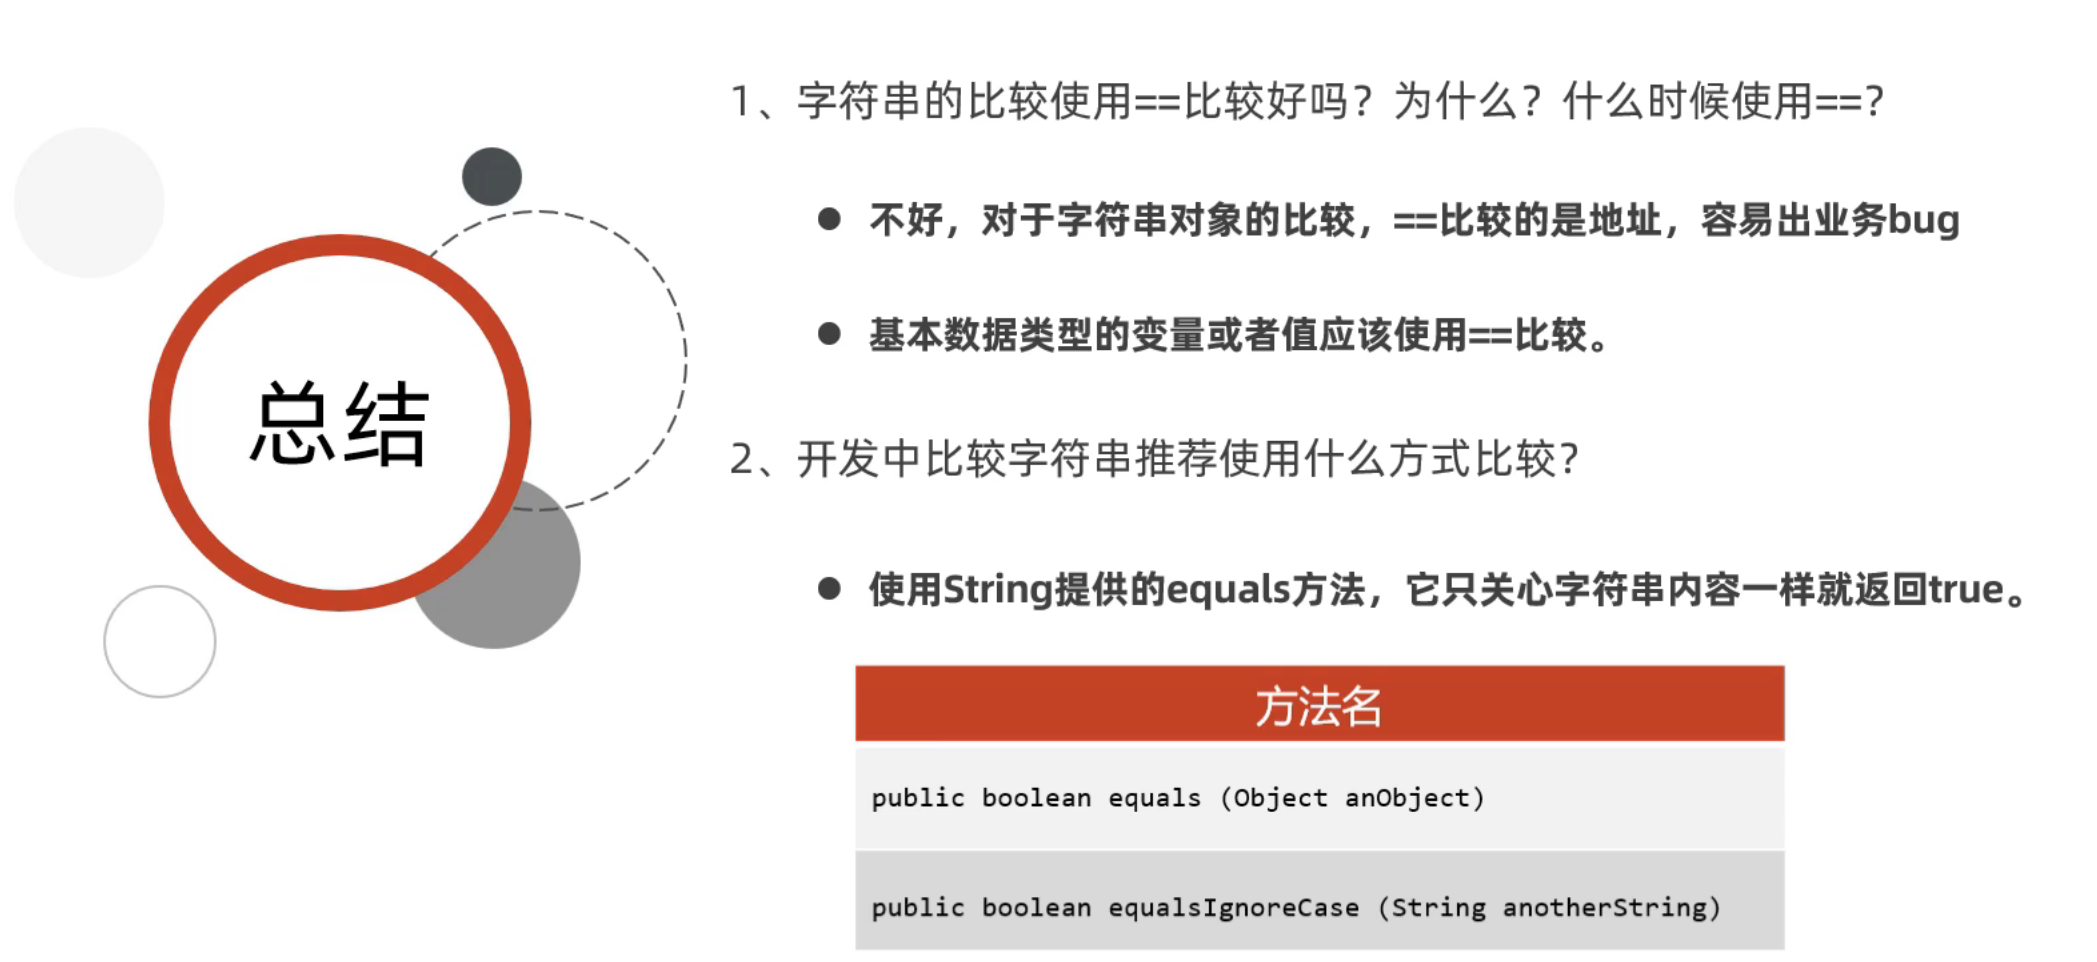 总结
1、字符串的比较使用==比较好吗？为什么？什么时候使用==？
● 不好，对于字符串对象的比较，==比较的是地址，容易出业务bug
● 基本数据类型的变量或者值应该使用==比较。
2、开发中比较字符串推荐使用什么方式比较？
● 使用String提供的equals方法，它只关心字符串内容一样就返回true。
方法名
public boolean equals (Object anObject)
public boolean equalsIgnoreCase (String anotherString)